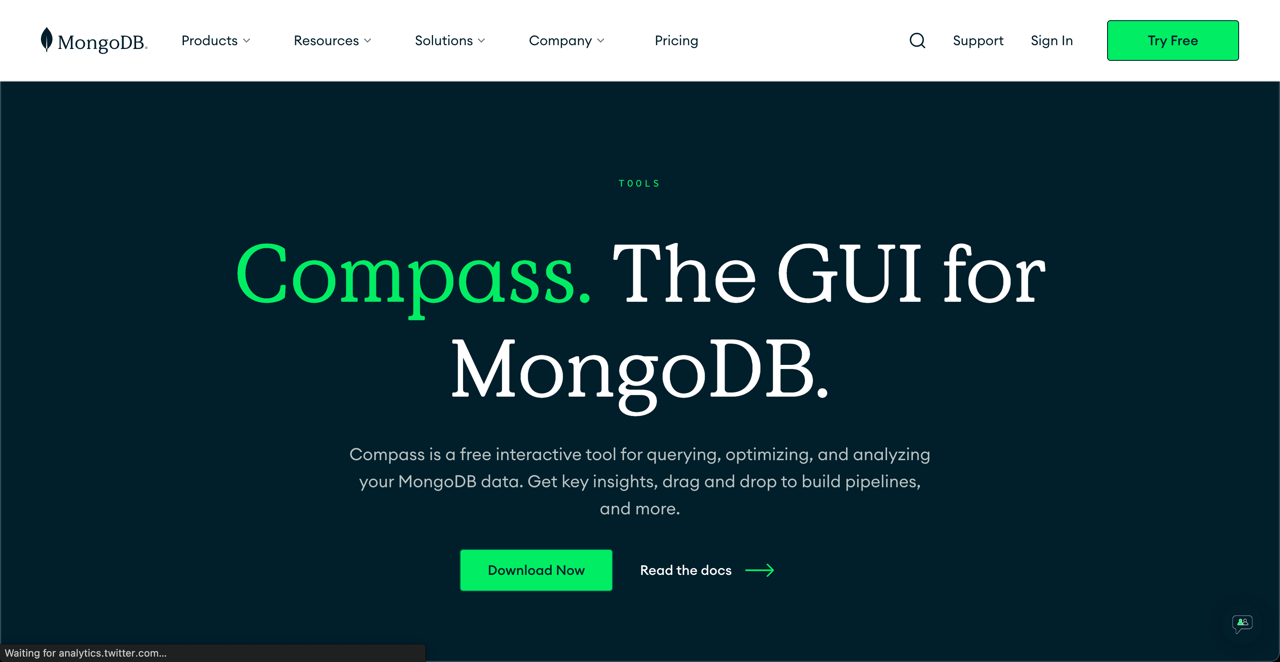 MongoDB.
Products
Resources
Solutions
Company
Pricing
Support
Sign In
Try Free
TOOLS
Compass. The GUI for
MongoDB.
Compass is a free interactive tool for querying, optimizing, and analyzing
your MongoDB data. Get key insights, drag and drop to build pipelines,
and more.
Download Now
Read the docs
Waiting for analytics.twitter.com...